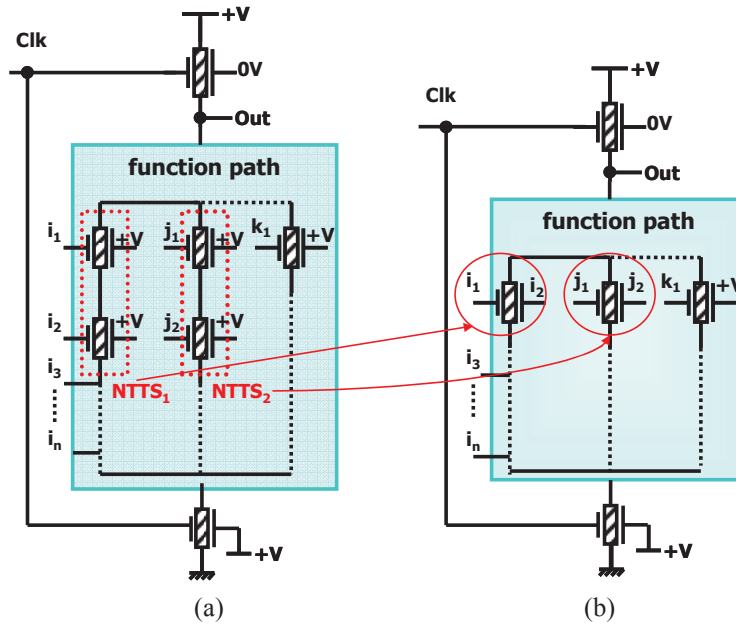 +V
Clk
0V
Out
function path
i1 +V j1 +V k1 +V
i2 +V j2 +V
i3
NTTS1 NTTS2
in
+V
(a)
+V
Clk
0V
Out
function path
i1 i2 j1 j2 k1 +V
i3
in
+V
(b)